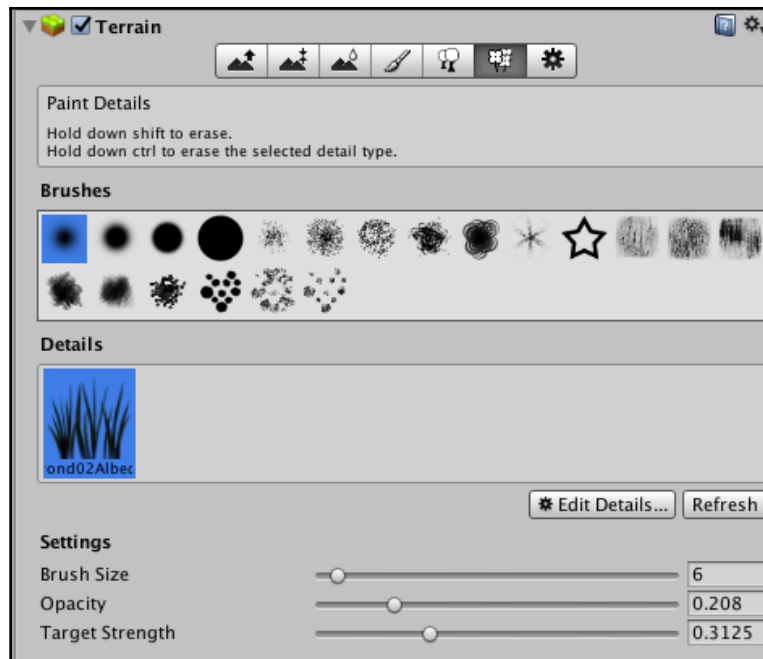 Terrain
Paint Details
Hold down shift to erase.
Hold down ctrl to erase the selected detail type.
Brushes
Details
ond02Albec
Edit Details...
Refresh
Settings
Brush Size
6
Opacity
0.208
Target Strength
0.3125